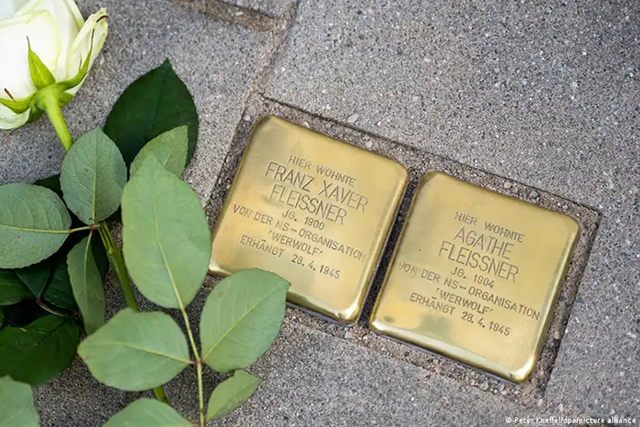 HIER WOHNTE
FRANZ XAVER
FLEISSNER
JG. 1900
VON DER NS-ORGANISATION
'WERWOLF'
ERHÄNGT 28.4.1945
HIER WOHNTE
AGATHE
FLEISSNER
JG. 1904
VON DER NS-ORGANISATION
'WERWOLF'
ERHÄNGT 28.4.1945
© Peter Kneffel/dpa/picture alliance